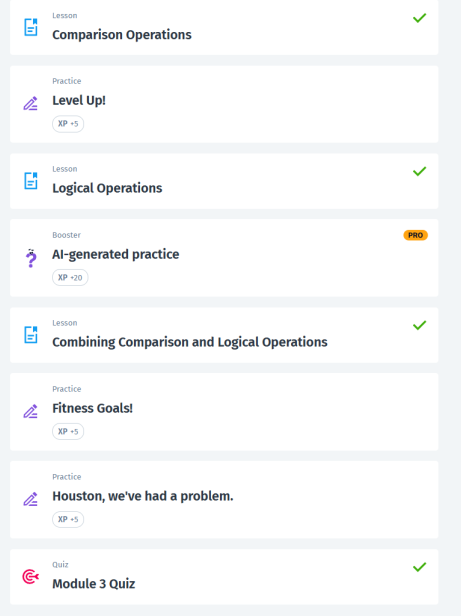 Lesson
Comparison Operations
Practice
Level Up!
XP +5
Lesson
Logical Operations
Booster
PRO
AI-generated practice
XP +20
Lesson
Combining Comparison and Logical Operations
Practice
Fitness Goals!
XP +5
Practice
Houston, we've had a problem.
XP +5
Quiz
Module 3 Quiz